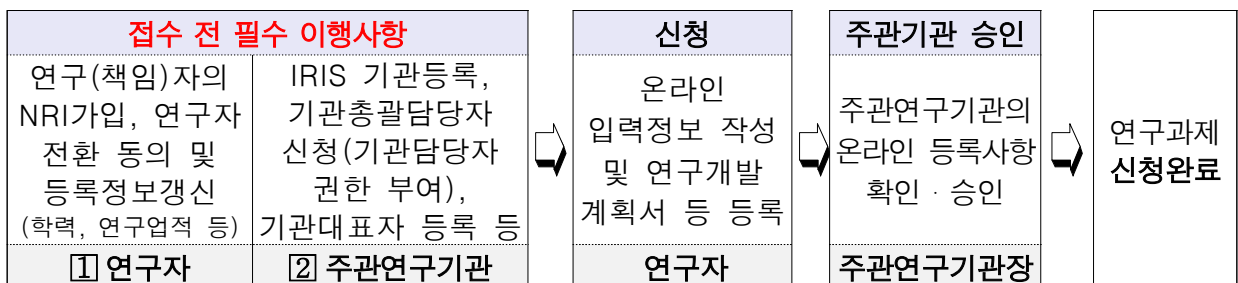 접수 전 필수 이행사항
연구(책임)자의
NRI가입, 연구자
전환 동의 및
등록정보갱신
(학력, 연구업적 등)
1 연구자
IRIS 기관등록,
기관총괄담당자
신청(기관담당자
권한 부여),
기관대표자 등록 등
2 주관연구기관
신청
온라인
입력정보 작성
및 연구개발
계획서 등 등록
연구자
주관기관 승인
주관연구기관의
온라인 등록사항
확인 · 승인
주관연구기관장
연구과제
신청완료